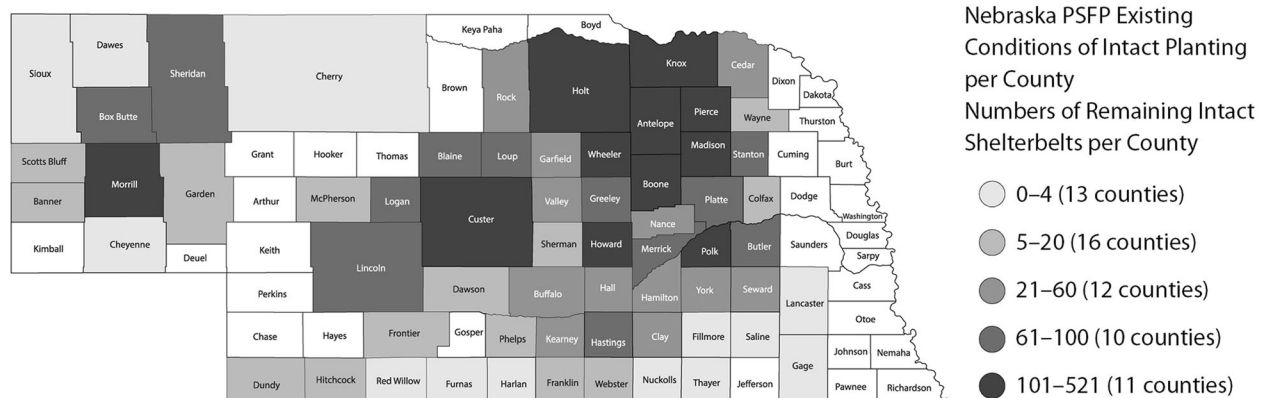 Nebraska PSFP Existing
Conditions of Intact Planting
per County
Numbers of Remaining Intact
Shelterbelts per County
0–4 (13 counties)
5–20 (16 counties)
21–60 (12 counties)
61–100 (10 counties)
101–521 (11 counties)
Sioux
Dawes
Sheridan
Cherry
Keya Paha
Boyd
Box Butte
Brown
Rock
Holt
Knox
Cedar
Dixon
Dakota
Antelope
Pierce
Wayne
Thurston
Scotts Bluff
Morrill
Garden
Grant
Hooker
Thomas
Blaine
Loup
Garfield
Wheeler
Madison
Stanton
Cuming
Burt
Banner
Arthur
McPherson
Logan
Custer
Valley
Greeley
Boone
Platte
Colfax
Dodge
Washington
Kimball
Cheyenne
Deuel
Keith
Lincoln
Sherman
Howard
Nance
Merrick
Polk
Butler
Saunders
Douglas
Sarpy
Perkins
Dawson
Buffalo
Hall
Hamilton
York
Seward
Lancaster
Cass
Otoe
Chase
Hayes
Frontier
Gosper
Phelps
Kearney
Hastings
Clay
Fillmore
Saline
Gage
Johnson
Nemaha
Dundy
Hitchcock
Red Willow
Furnas
Harlan
Franklin
Webster
Nuckolls
Thayer
Jefferson
Pawnee
Richardson